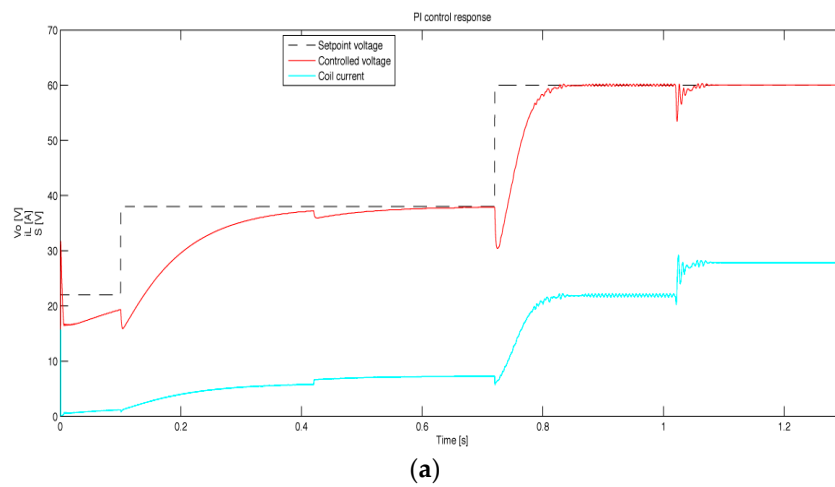 PI control response
Setpoint voltage
Controlled voltage
Coil current
70
60
50
40
30
20
10
0
Vo [V]
iL [A]
S [V]
0
0.2
0.4
0.6
0.8
1
1.2
Time [s]
(a)